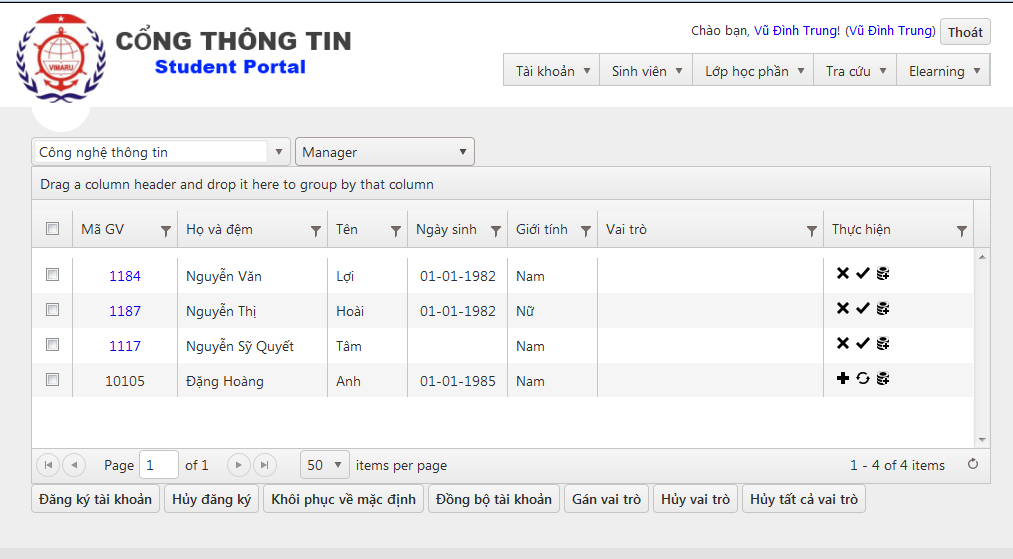 VIMARU
CỔNG THÔNG TIN
Student Portal
Chào bạn, Vũ Đình Trung! (Vũ Đình Trung) Thoát
Tài khoản Sinh viên Lớp học phần Tra cứu Elearning
Công nghệ thông tin Manager
Drag a column header and drop it here to group by that column
Mã GV Họ và đệm Tên Ngày sinh Giới tính Vai trò Thực hiện
1184 Nguyễn Văn Lợi 01-01-1982 Nam
1187 Nguyễn Thị Hoài 01-01-1982 Nữ
1117 Nguyễn Sỹ Quyết Tâm Nam
10105 Đặng Hoàng Anh 01-01-1985 Nam
Page 1 of 1 50 items per page 1 - 4 of 4 items
Đăng ký tài khoản Hủy đăng ký Khôi phục về mặc định Đồng bộ tài khoản Gán vai trò Hủy vai trò Hủy tất cả vai trò